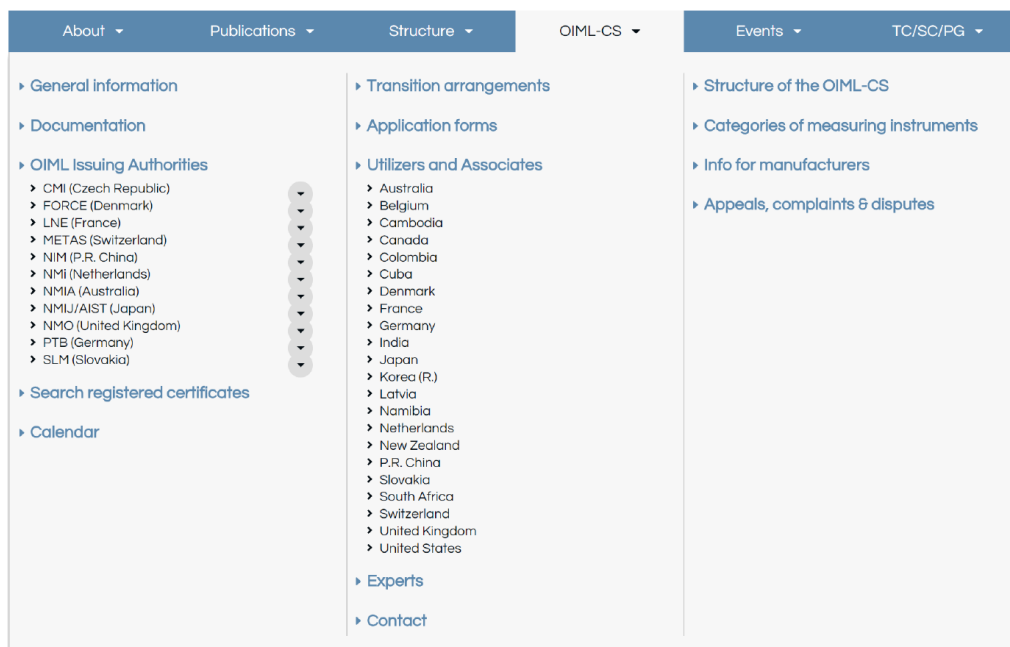 About
Publications
Structure
OIML-CS
Events
TC/SC/PG
General information
Documentation
OIML Issuing Authorities
CMI (Czech Republic)
FORCE (Denmark)
LNE (France)
METAS (Switzerland)
NIM (P.R. China)
NMi (Netherlands)
NMIA (Australia)
NMIJ/AIST (Japan)
NMO (United Kingdom)
PTB (Germany)
SLM (Slovakia)
Search registered certificates
Calendar
Transition arrangements
Application forms
Utilizers and Associates
Australia
Belgium
Cambodia
Canada
Colombia
Cuba
Denmark
France
Germany
India
Japan
Korea (R.)
Latvia
Namibia
Netherlands
New Zealand
P.R. China
Slovakia
South Africa
Switzerland
United Kingdom
United States
Experts
Contact
Structure of the OIML-CS
Categories of measuring instruments
Info for manufacturers
Appeals, complaints & disputes